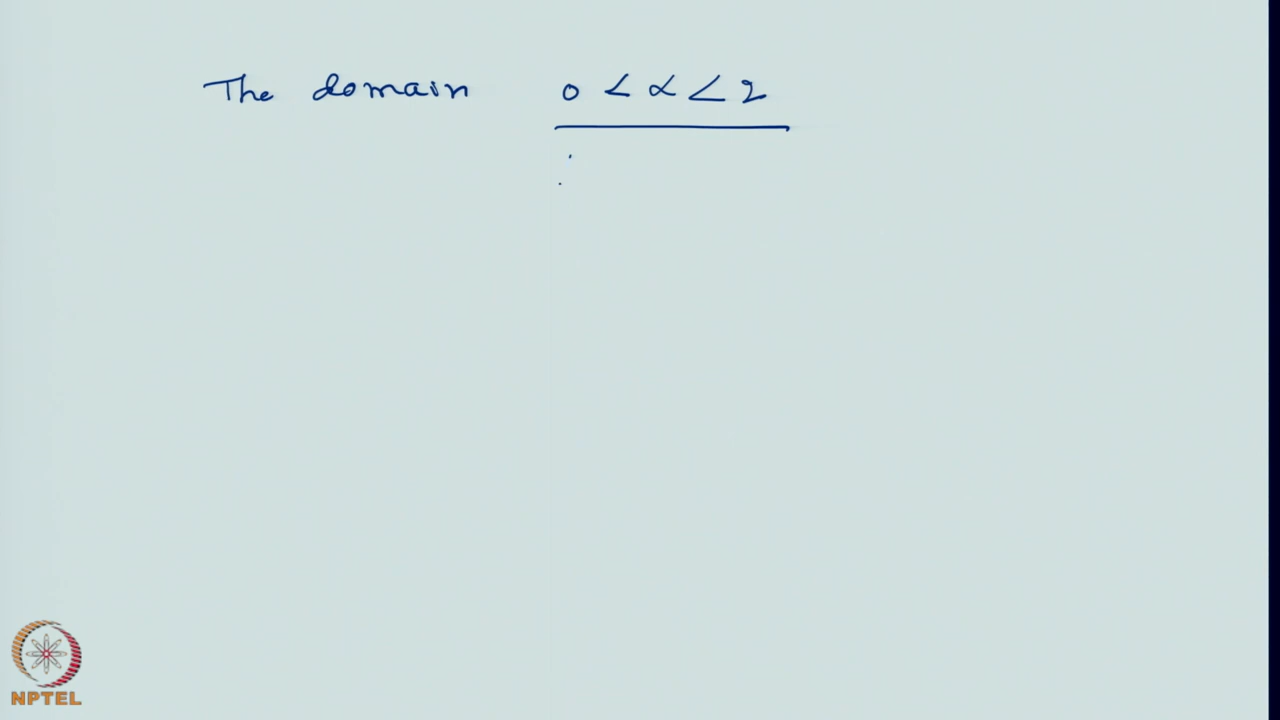 The domain 0 < α < 2
NPTEL